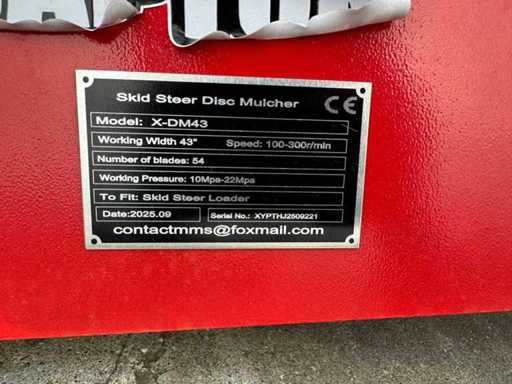 Skid Steer Disc Mulcher CE
Model: X-DM43
Working Width 43" Speed: 100-300r/min
Number of blades: 54
Working Pressure: 10Mpa-22Mpa
To Fit: Skid Steer Loader
Date:2025.09 Serial No.: XYPTHJ2509221
contactmms@foxmail.com